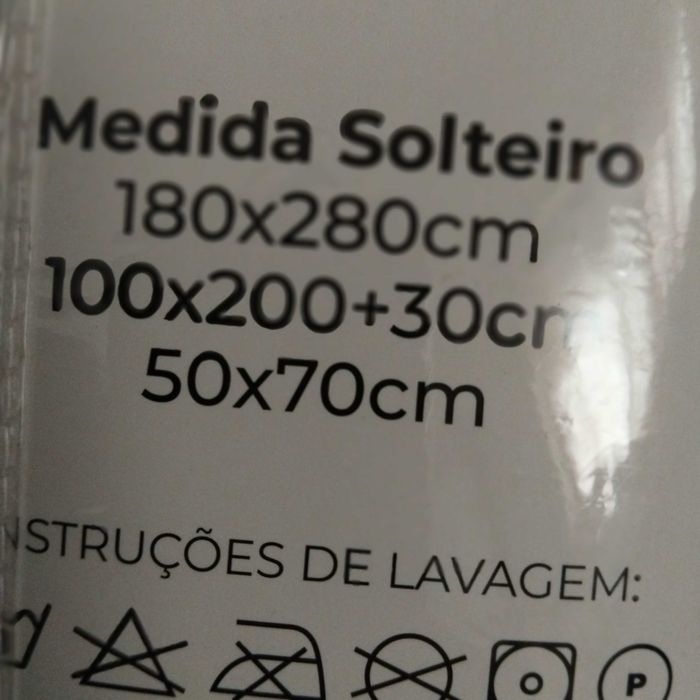 Medida Solteiro
180x280cm
100x200+30cm
50x70cm
INSTRUÇÕES DE LAVAGEM:
P